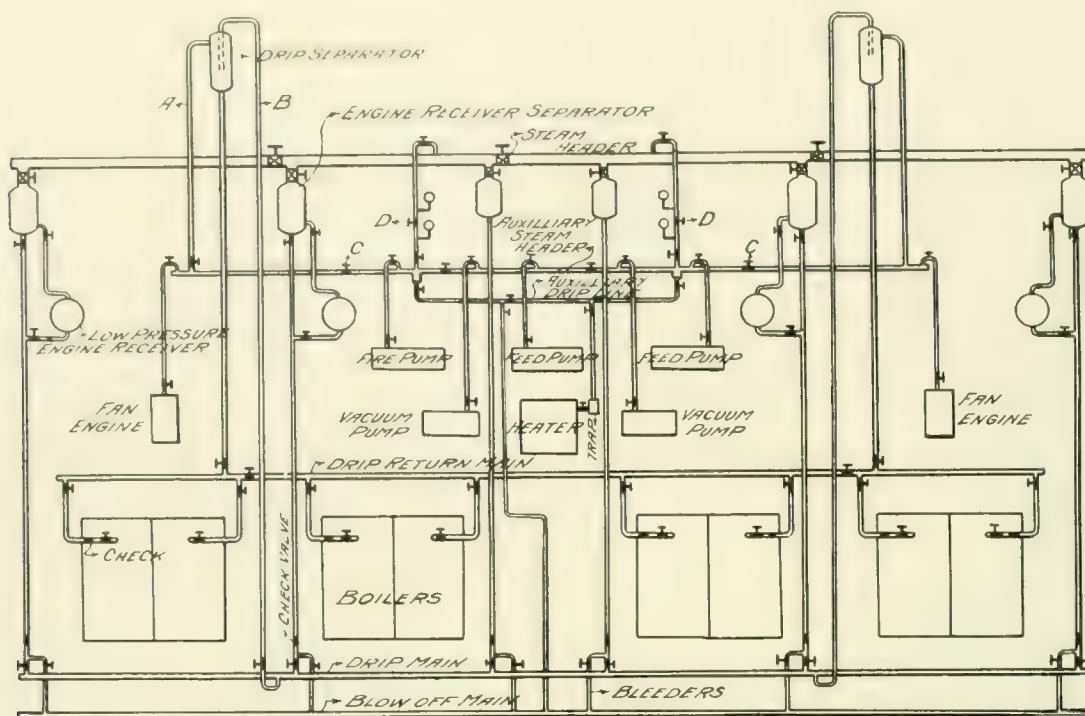 DRIP SEPARATOR
A
B
ENGINE RECEIVER SEPARATOR
STEAM
HEADER
D
AUXILLIARY
STEAM
HEADER
D
C
C
AUXILLIARY
DRIP LINE
LOW PRESSURE
ENGINE RECEIVER
FIRE PUMP
FEED PUMP
FEED PUMP
FAN
ENGINE
VACUUM
PUMP
HEATER
TRAP
VACUUM
PUMP
FAN
ENGINE
DRIP RETURN MAIN
CHECK
CHECK VALVE
BOILERS
DRIP MAIN
BLOW OFF MAIN
BLEEDERS